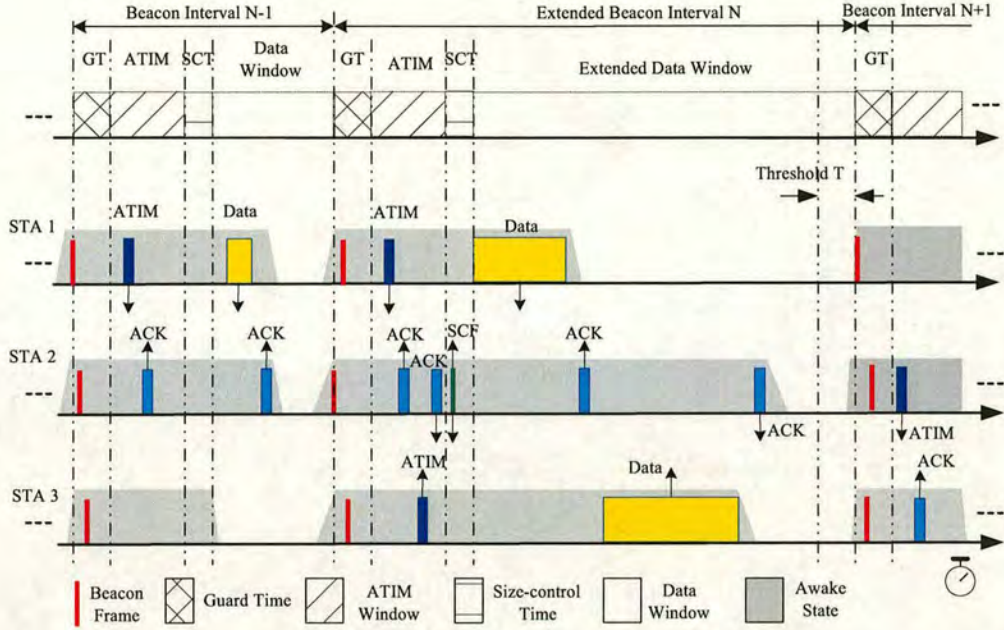 Beacon Interval N-1
Extended Beacon Interval N
Beacon Interval N+1
GT
ATIM
SCT
Data
Window
GT
ATIM
SCT
Extended Data Window
GT
Threshold T
STA 1
ATIM
Data
ATIM
Data
STA 2
ACK
ACK
ACK
ACK
SCF
ACK
ACK
ATIM
STA 3
ATIM
Data
ACK
Beacon
Frame
Guard Time
ATIM
Window
Size-control
Time
Data
Window
Awake
State